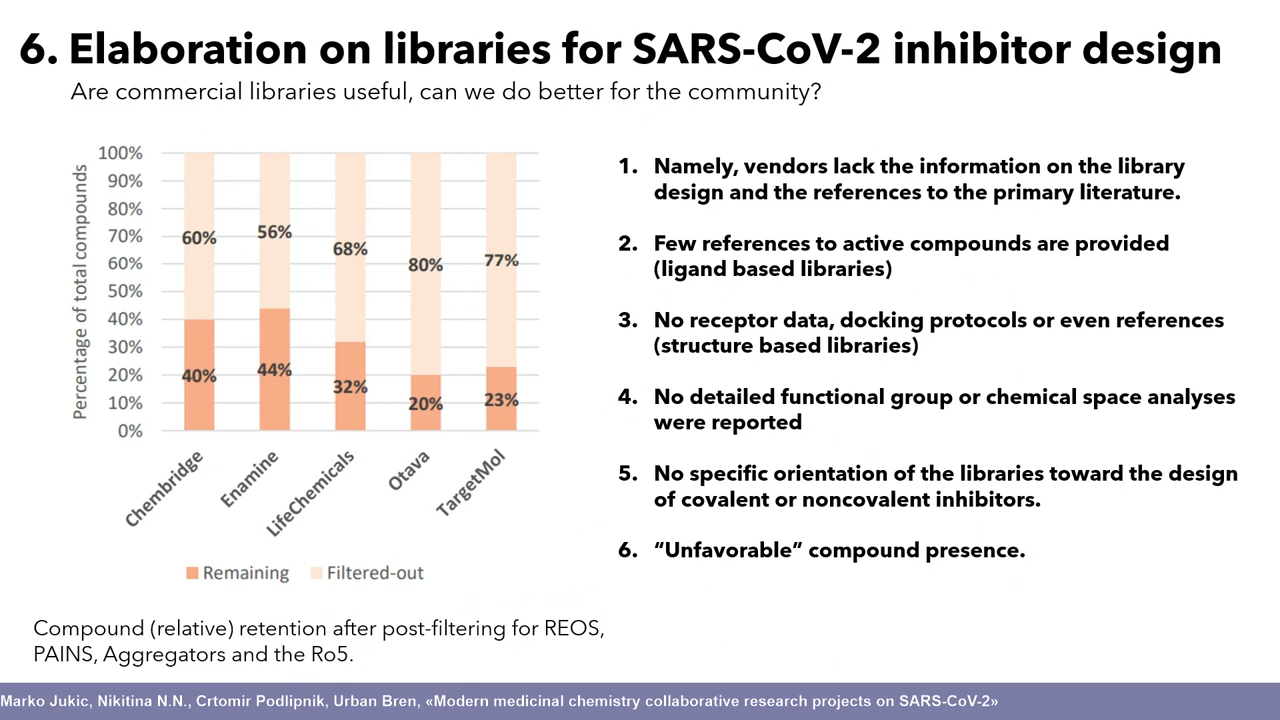 6. Elaboration on libraries for SARS-CoV-2 inhibitor design
Are commercial libraries useful, can we do better for the community?
Percentage of total compounds
100%
90%
80%
70%
60%
50%
40%
30%
20%
10%
0%
60%
56%
68%
80%
77%
40%
44%
32%
20%
23%
Chembridge
Enamine
LifeChemicals
Otava
TargetMol
Remaining
Filtered-out
Compound (relative) retention after post-filtering for REOS,
PAINS, Aggregators and the Ro5.
1. Namely, vendors lack the information on the library
design and the references to the primary literature.
2. Few references to active compounds are provided
(ligand based libraries)
3. No receptor data, docking protocols or even references
(structure based libraries)
4. No detailed functional group or chemical space analyses
were reported
5. No specific orientation of the libraries toward the design
of covalent or noncovalent inhibitors.
6. “Unfavorable” compound presence.
Marko Jukic, Nikitina N.N., Crtomir Podlipnik, Urban Bren, «Modern medicinal chemistry collaborative research projects on SARS-CoV-2»